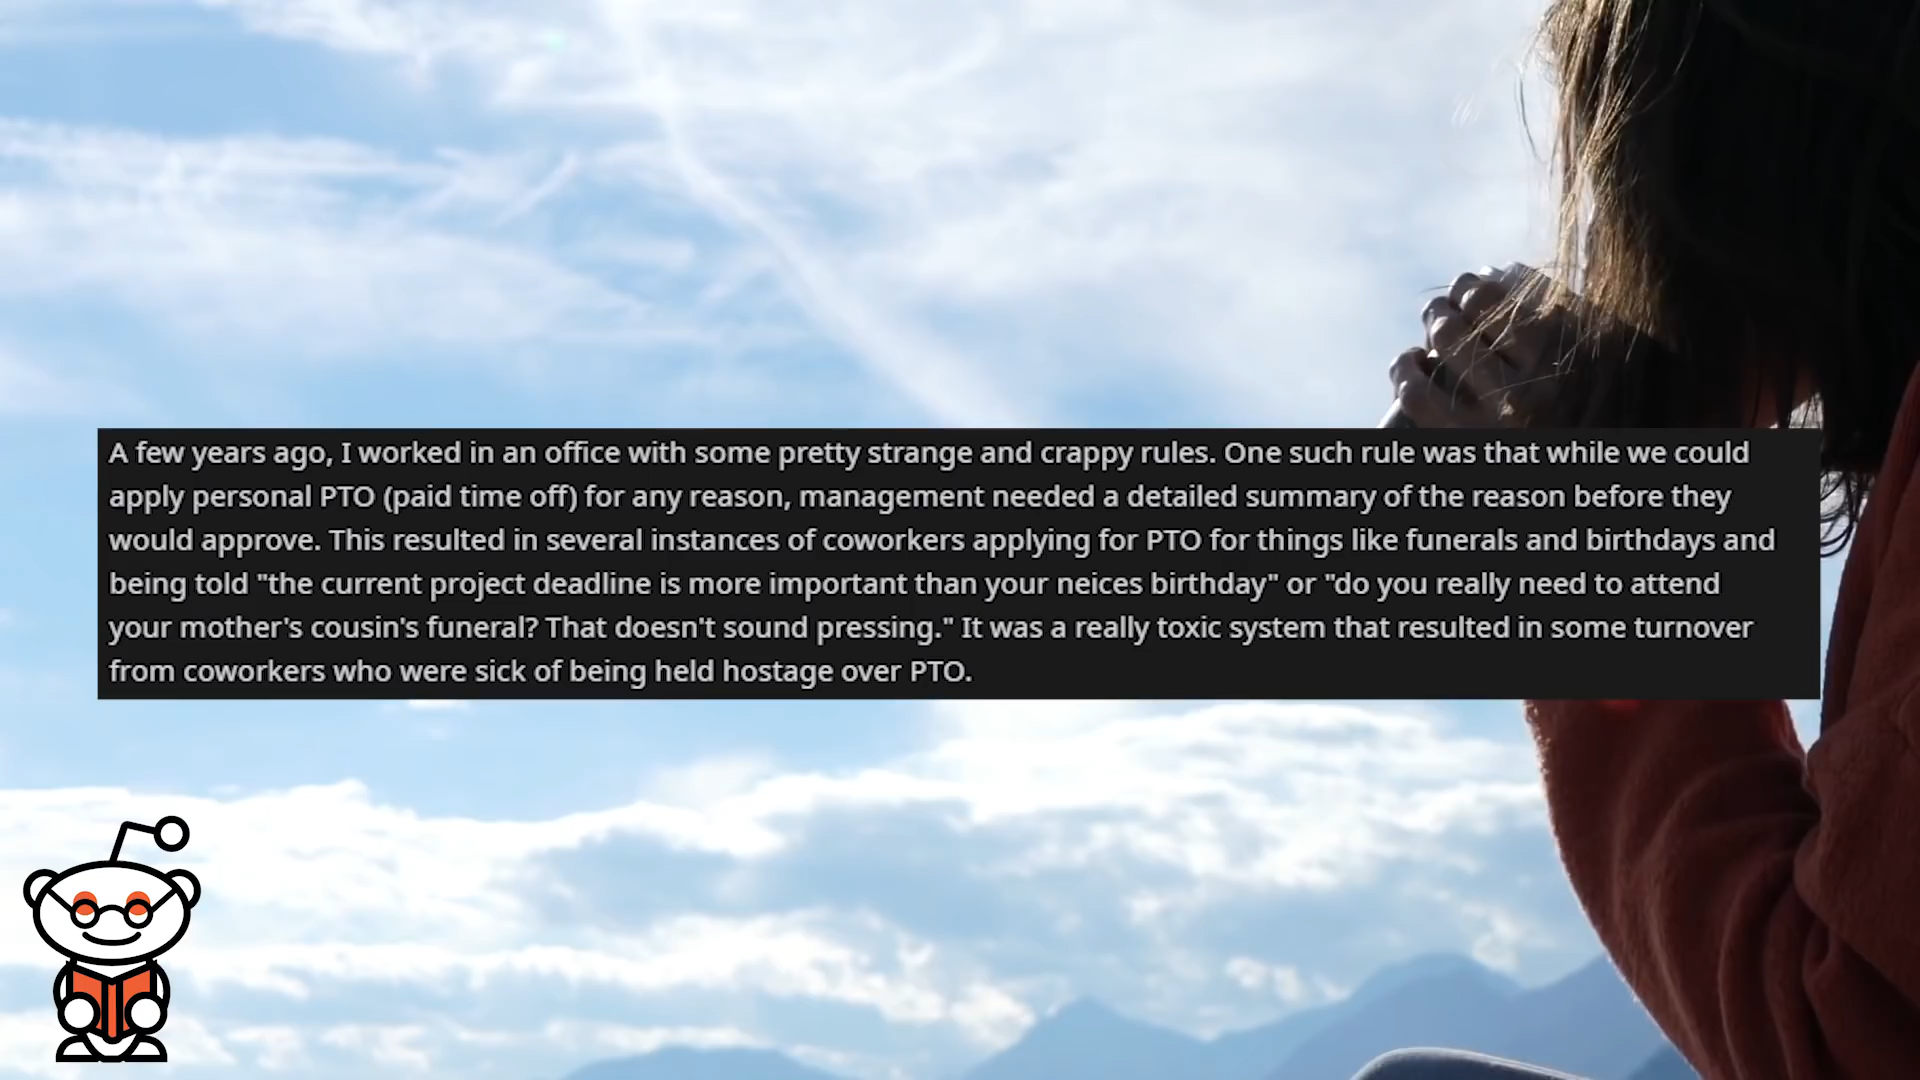 A few years ago, I worked in an office with some pretty strange and crappy rules. One such rule was that while we could
apply personal PTO (paid time off) for any reason, management needed a detailed summary of the reason before they
would approve. This resulted in several instances of coworkers applying for PTO for things like funerals and birthdays and
being told "the current project deadline is more important than your neices birthday" or "do you really need to attend
your mother's cousin's funeral? That doesn't sound pressing." It was a really toxic system that resulted in some turnover
from coworkers who were sick of being held hostage over PTO.